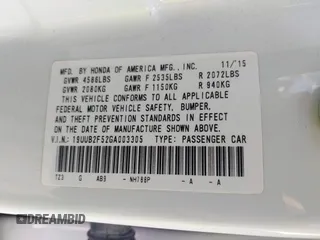 MFD. BY HONDA OF AMERICA MFG.,INC. 11/15
GVWR 4586LBS GAWR F 2535LBS R 2072LBS
GVWR 2080KG GAWR F 1150KG R 940KG
THIS VEHICLE CONFORMS TO ALL APPLICABLE
FEDERAL MOTOR VEHICLE SAFETY, BUMPER,
AND THEFT PREVENTION STANDARDS IN EFFECT
ON THE DATE OF MANUFACTURE SHOWN ABOVE.
V.I.N.: 19UUB2F52GA003305 TYPE: PASSENGER CAR
TZ3 G AB3 - NH788P - A - A
DREAMBID